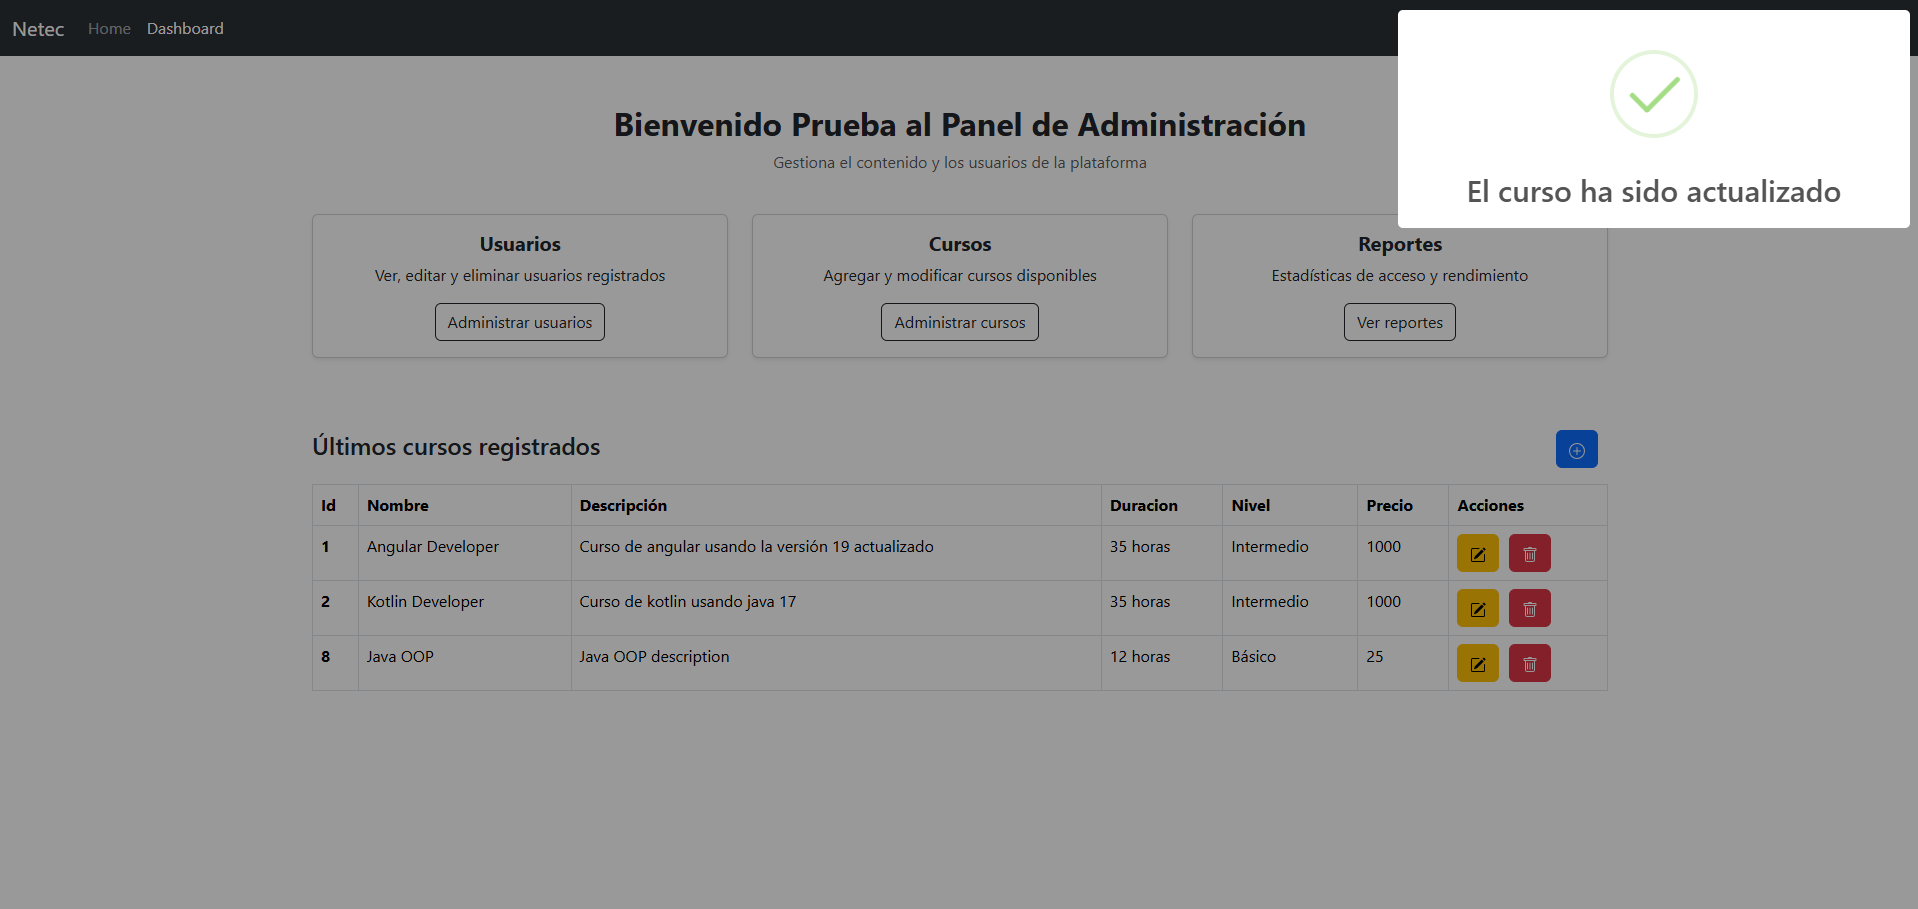 Netec Home Dashboard
El curso ha sido actualizado
Bienvenido Prueba al Panel de Administración
Gestiona el contenido y los usuarios de la plataforma
Usuarios
Ver, editar y eliminar usuarios registrados
Administrar usuarios
Cursos
Agregar y modificar cursos disponibles
Administrar cursos
Reportes
Estadísticas de acceso y rendimiento
Ver reportes
Últimos cursos registrados
Id Nombre Descripción Duracion Nivel Precio Acciones
1 Angular Developer Curso de angular usando la versión 19 actualizado 35 horas Intermedio 1000
2 Kotlin Developer Curso de kotlin usando java 17 35 horas Intermedio 1000
8 Java OOP Java OOP description 12 horas Básico 25